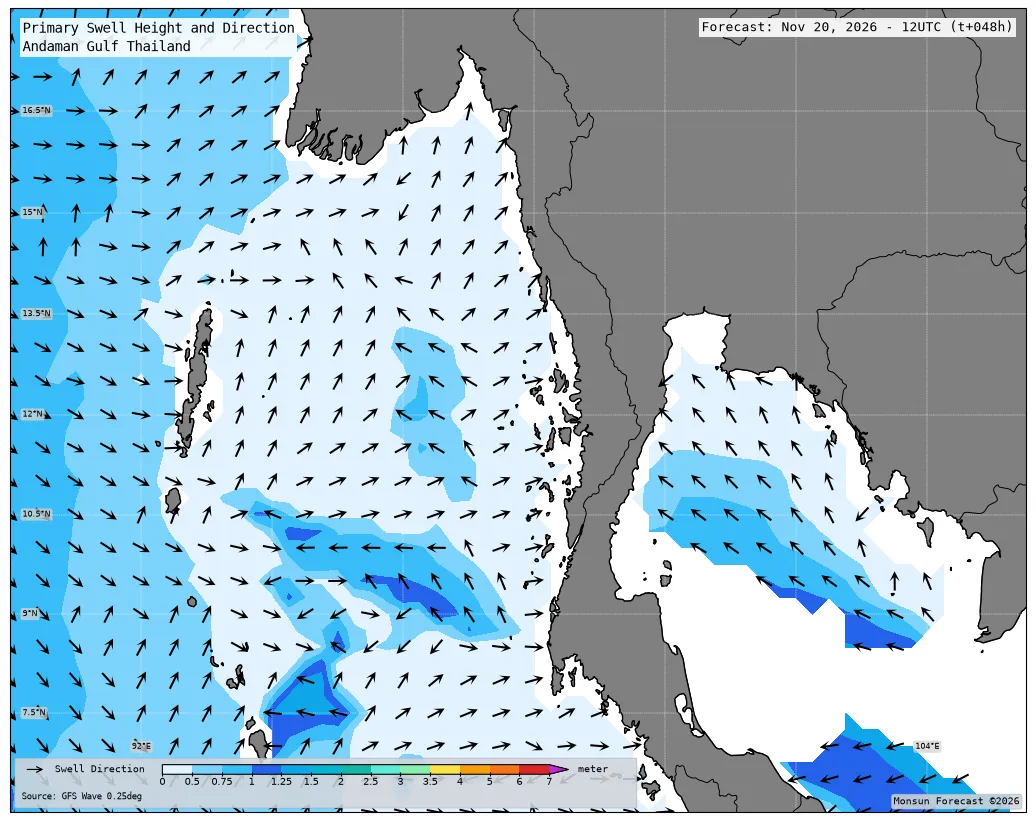 Primary Swell Height and Direction
Andaman Gulf Thailand
Forecast: Nov 20, 2026 - 12UTC (t+048h)
16.5°N
15°N
13.5°N
12°N
10.5°N
9°N
7.5°N
92°E
104°E
Swell Direction
0 0.5 0.75 1 1.25 1.5 2 2.5 3 3.5 4 5 6 7 meter
Source: GFS Wave 0.25deg
Monsun Forecast ©2026